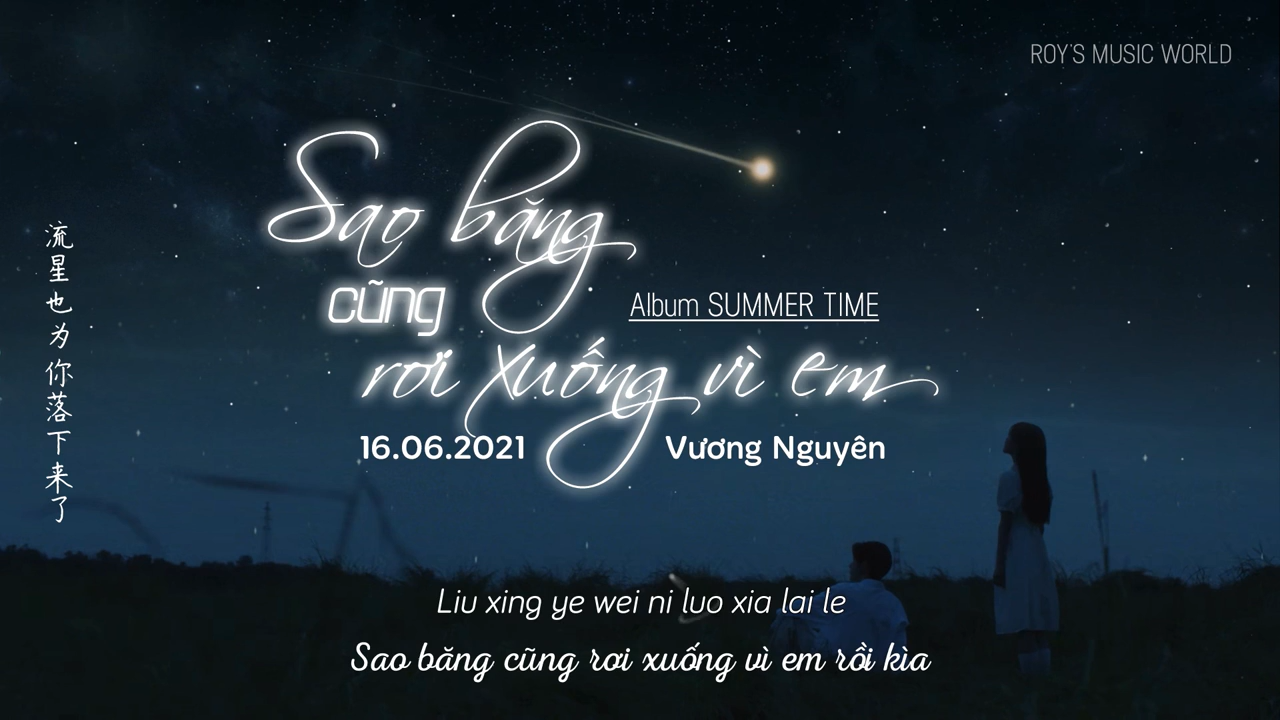 ROY'S MUSIC WORLD
Sao băng
cũng
Album SUMMER TIME
rơi xuống vì em
16.06.2021
Vương Nguyên
流星也为你落下来了
Liu xing ye wei ni luo xia lai le
Sao băng cũng rơi xuống vì em rồi kìa